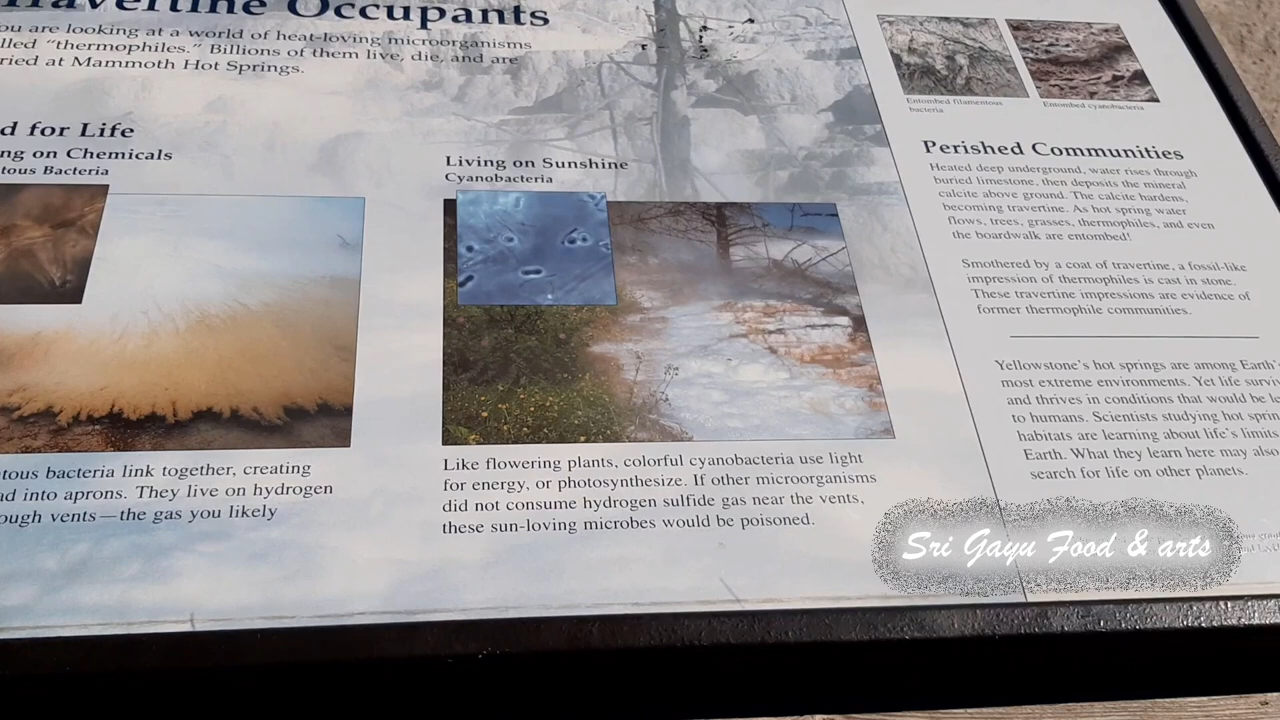 Travertine Occupants
ou are looking at a world of heat-loving microorganisms
lled “thermophiles.” Billions of them live, die, and are
ried at Mammoth Hot Springs.
d for Life
ng on Chemicals
tous Bacteria
tous bacteria link together, creating
ad into aprons. They live on hydrogen
ough vents—the gas you likely
Living on Sunshine
Cyanobacteria
Like flowering plants, colorful cyanobacteria use light
for energy, or photosynthesize. If other microorganisms
did not consume hydrogen sulfide gas near the vents,
these sun-loving microbes would be poisoned.
Entombed filamentous
bacteria
Entombed cyanobacteria
Perished Communities
Heated deep underground, water rises through
buried limestone, then deposits the mineral
calcite above ground. The calcite hardens,
becoming travertine. As hot spring water
flows, trees, grasses, thermophiles, and even
the boardwalk are entombed!
Smothered by a coat of travertine, a fossil-like
impression of thermophiles is cast in stone.
These travertine impressions are evidence of
former thermophile communities.
Yellowstone's hot springs are among Earth'
most extreme environments. Yet life survi
and thrives in conditions that would be le
to humans. Scientists studying hot sprin
habitats are learning about life's limits
Earth. What they learn here may also
search for life on other planets.
Sri Gayu Food & arts